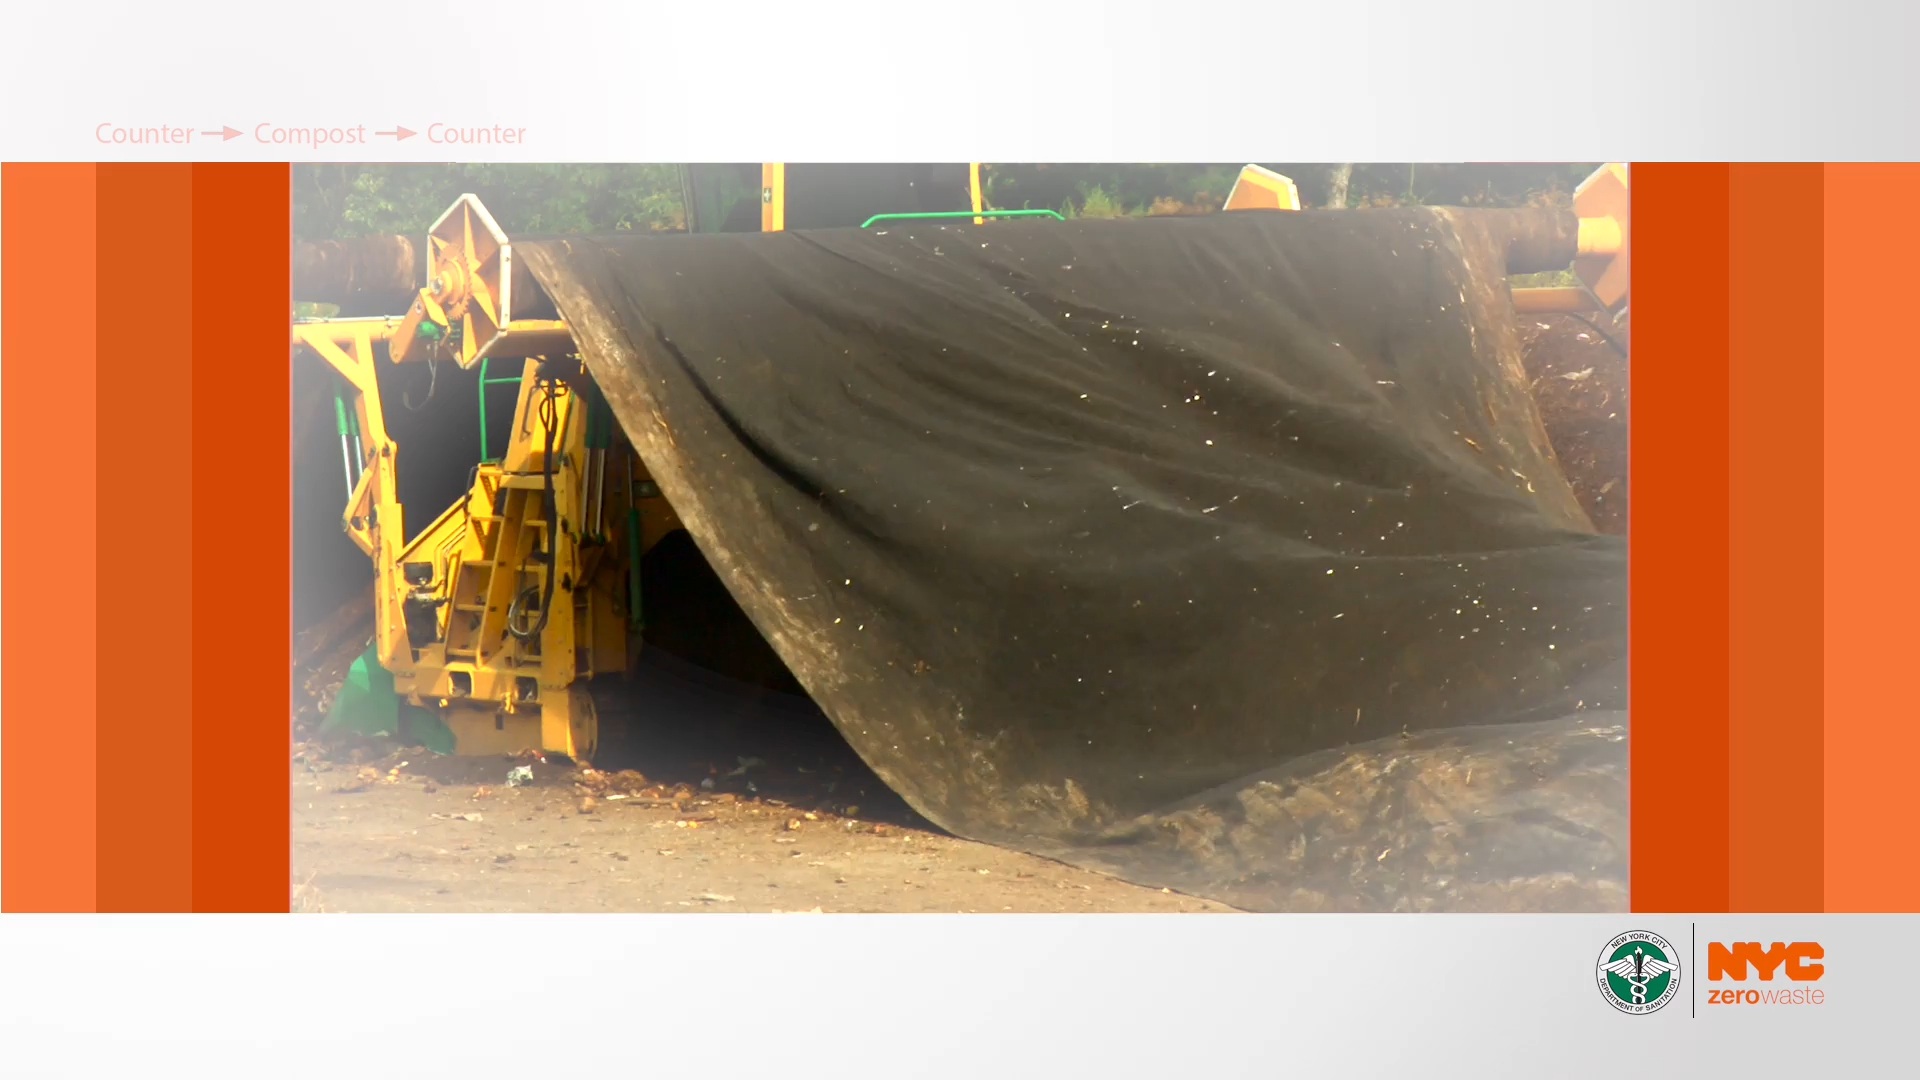 Counter → Compost → Counter
NEW YORK CITY
DEPARTMENT OF SANITATION
NYC
zerowaste